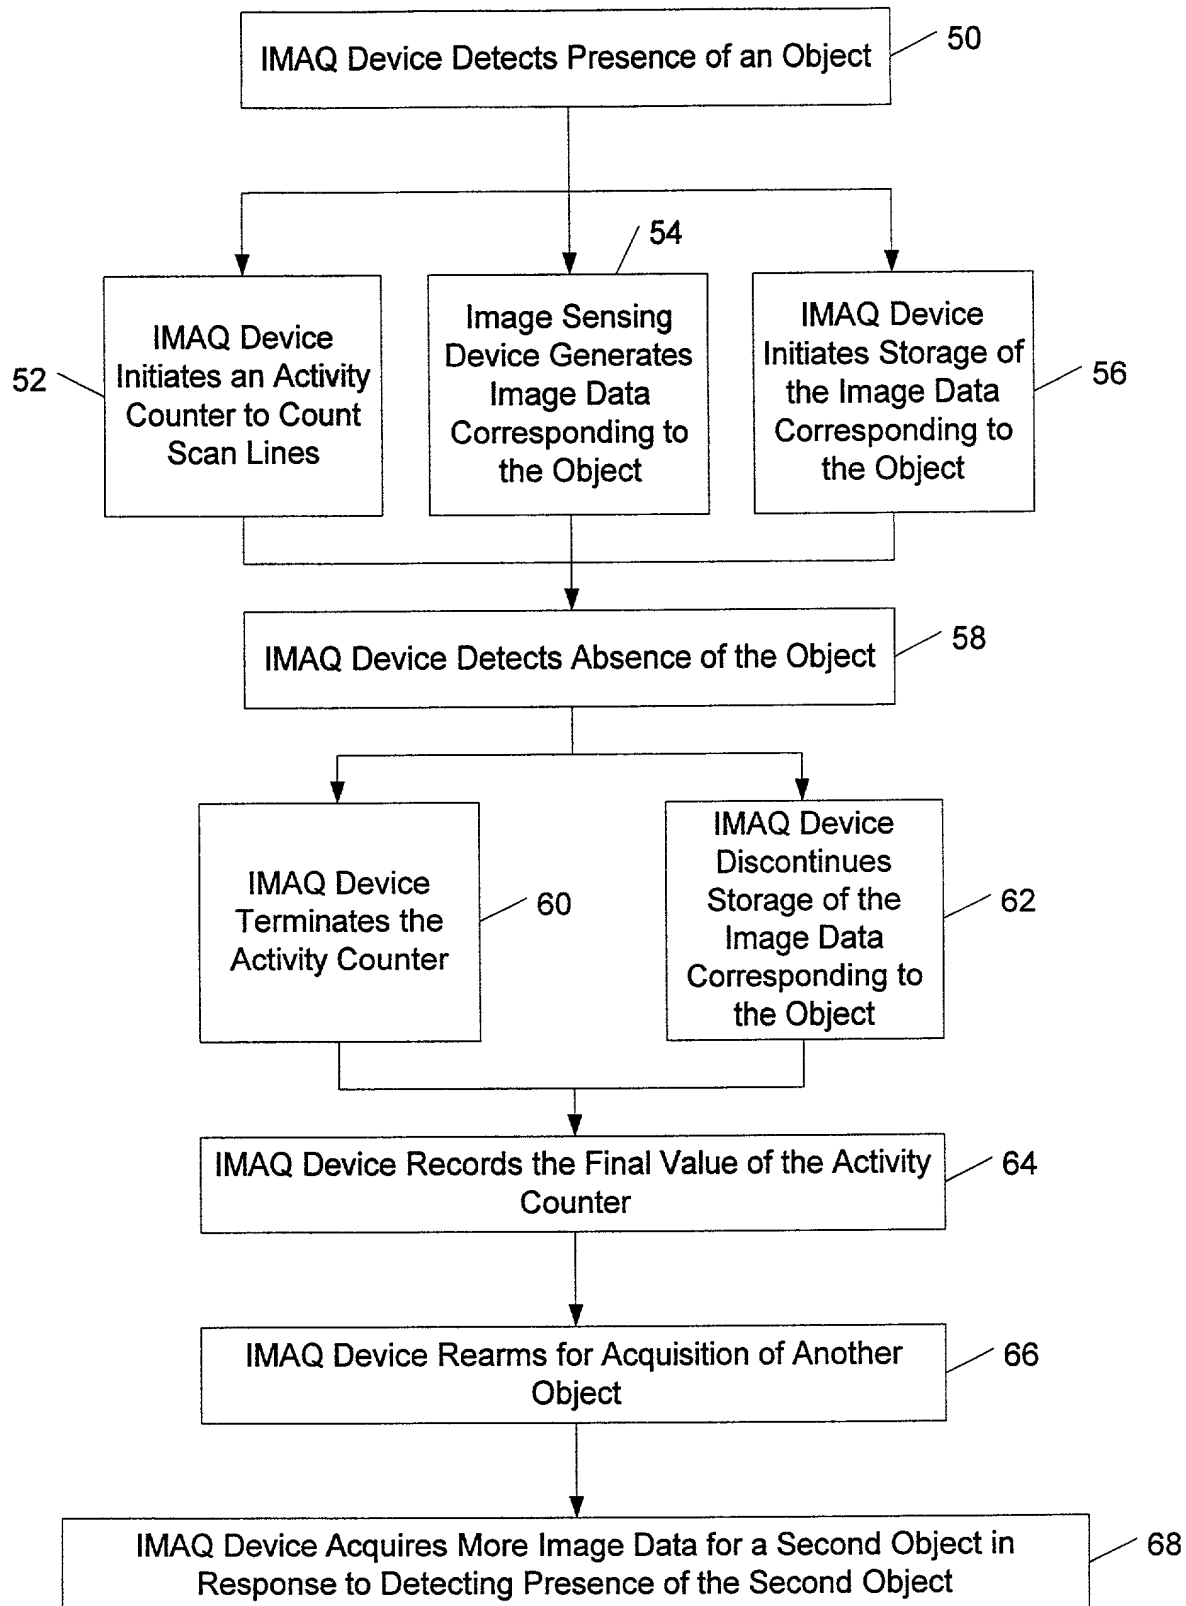 IMAQ Device Detects Presence of an Object
50
54
IMAQ Device
Initiates an Activity
Counter to Count
Scan Lines
52
Image Sensing
Device Generates
Image Data
Corresponding to
the Object
IMAQ Device
Initiates Storage of
the Image Data
Corresponding to
the Object
56
IMAQ Device Detects Absence of the Object
58
IMAQ Device
Terminates the
Activity Counter
60
IMAQ Device
Discontinues
Storage of the
Image Data
Corresponding to
the Object
62
IMAQ Device Records the Final Value of the Activity
Counter
64
IMAQ Device Rearms for Acquisition of Another
Object
66
IMAQ Device Acquires More Image Data for a Second Object in
Response to Detecting Presence of the Second Object
68